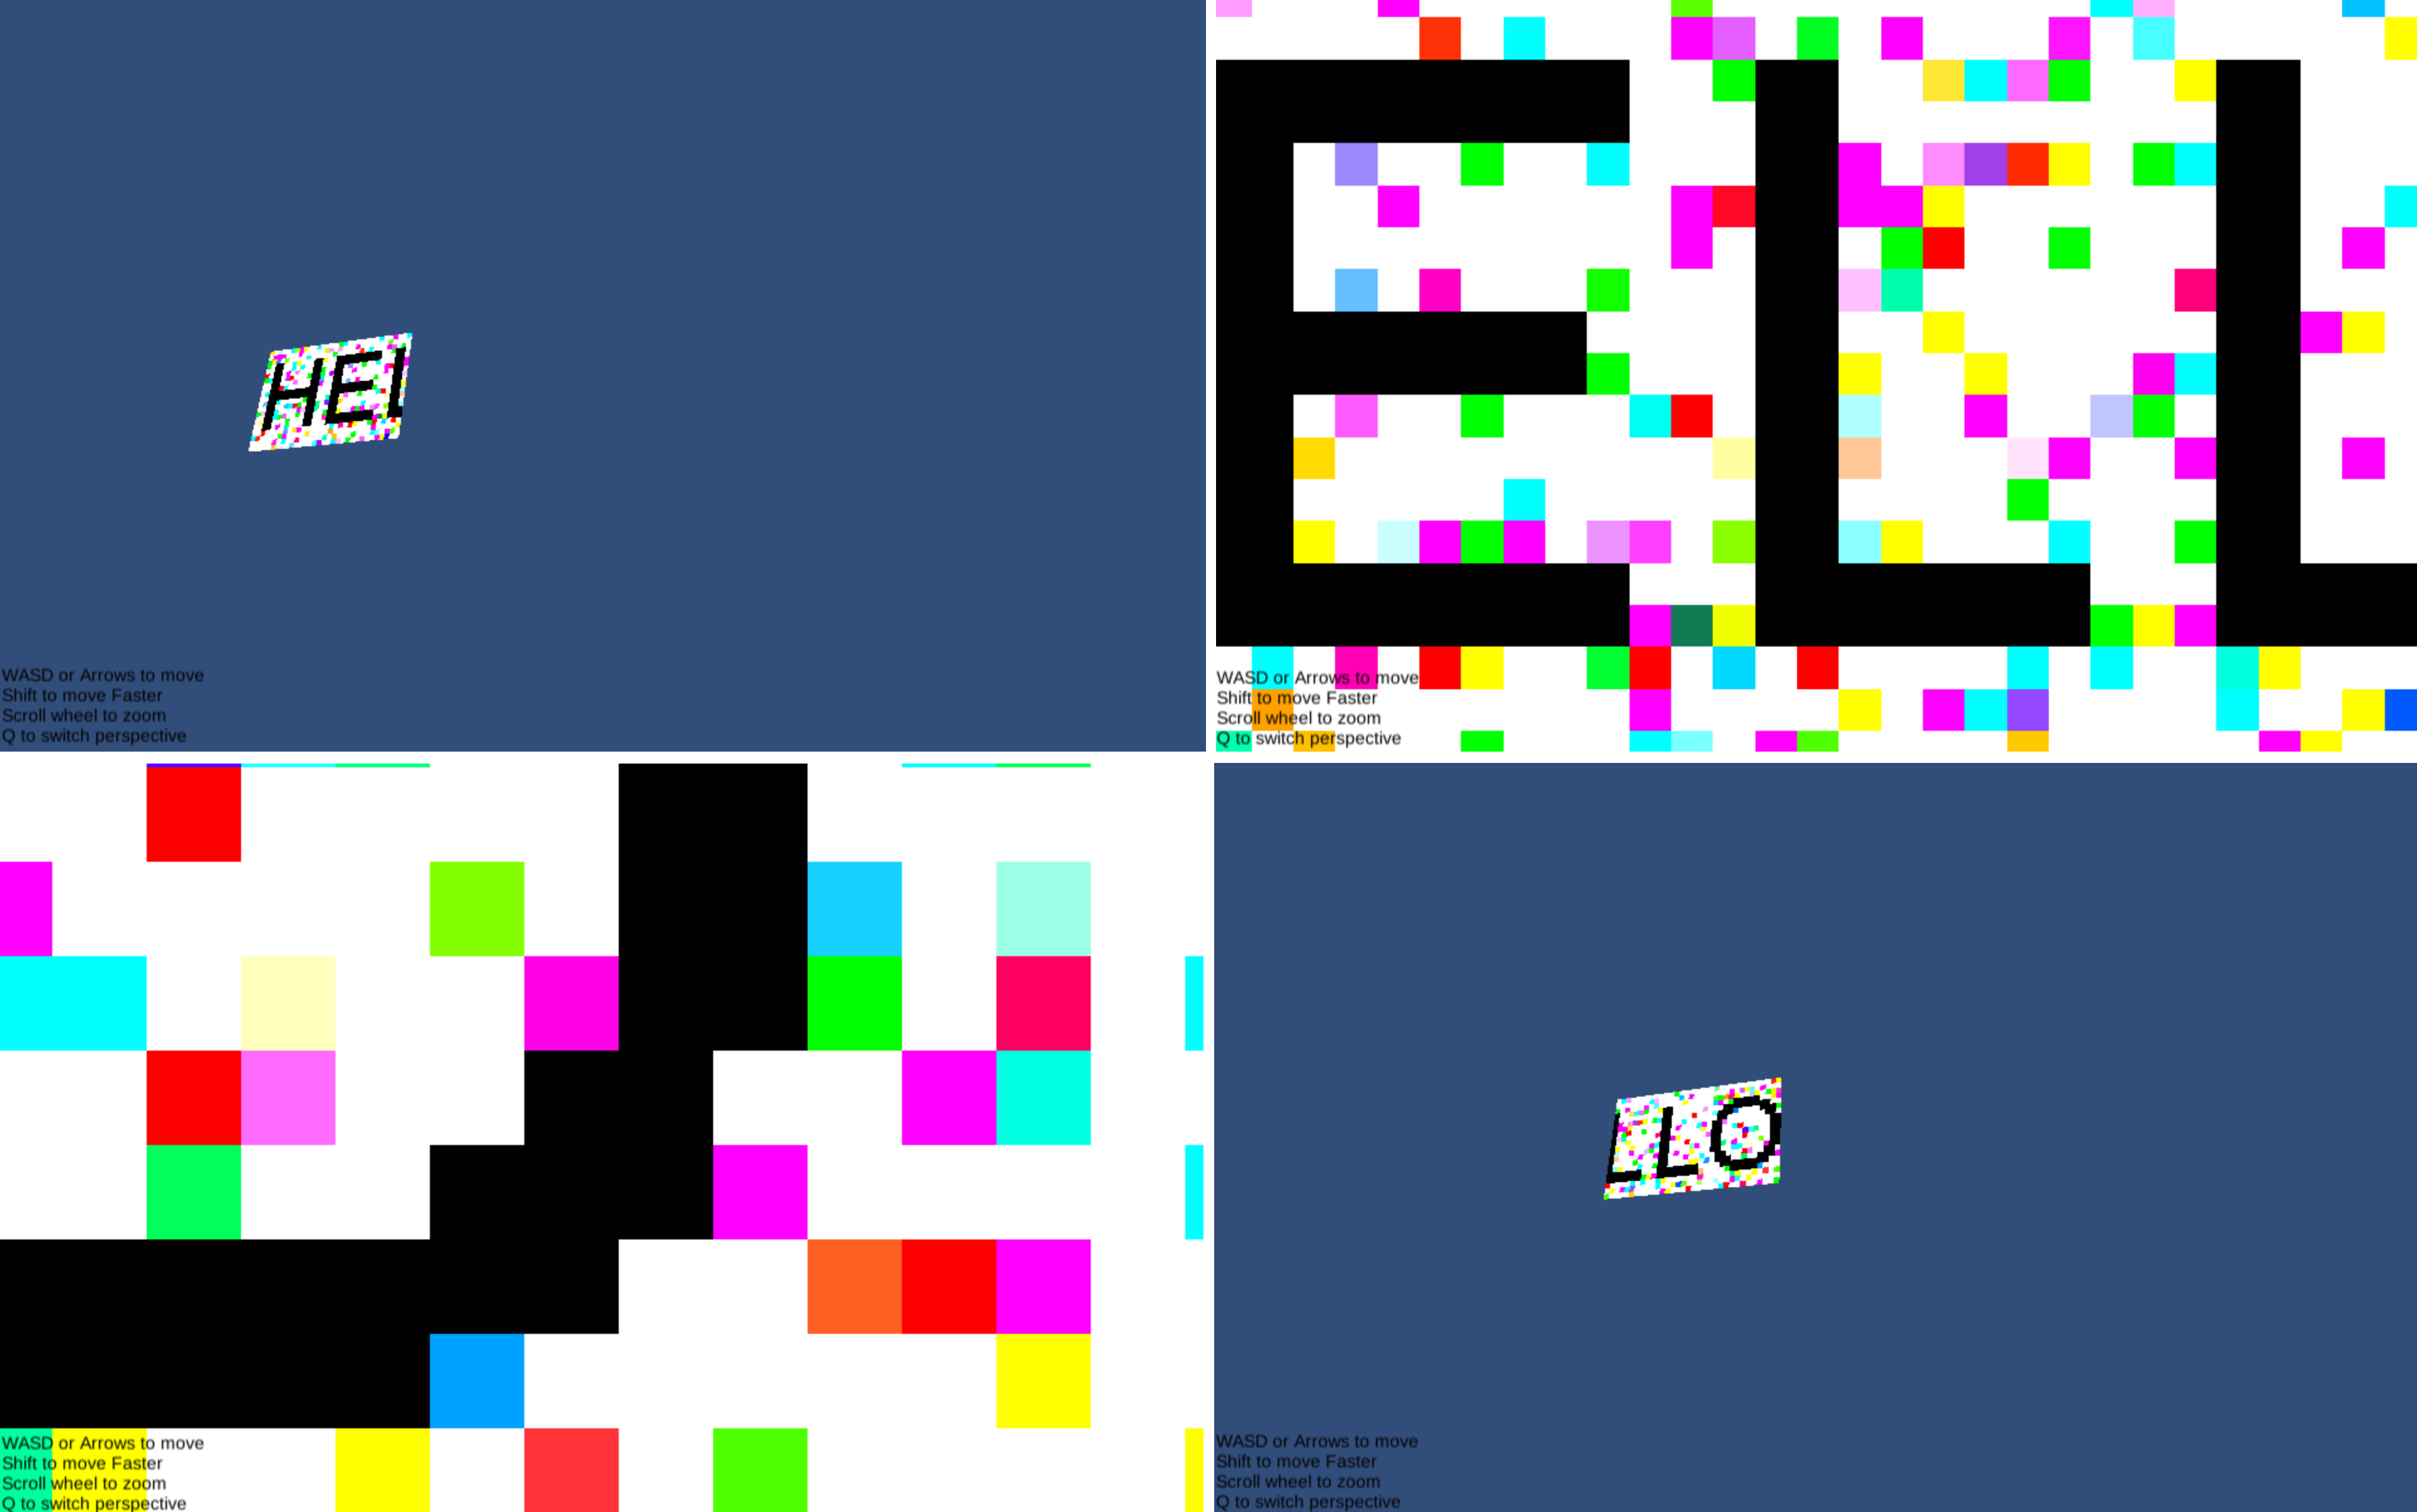 HEL
WASD or Arrows to move
Shift to move Faster
Scroll wheel to zoom
Q to switch perspective
ELL
WASD or Arrows to move
Shift to move Faster
Scroll wheel to zoom
Q to switch perspective
WASD or Arrows to move
Shift to move Faster
Scroll wheel to zoom
Q to switch perspective
LLO
WASD or Arrows to move
Shift to move Faster
Scroll wheel to zoom
Q to switch perspective